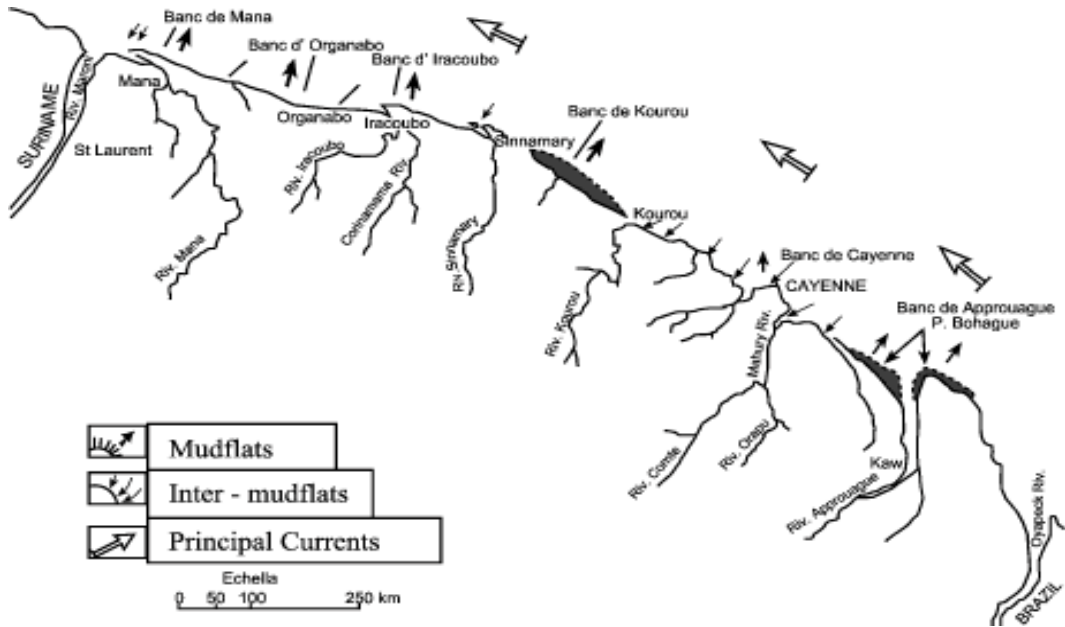 Banc de Mana
Banc d' Organabo
Banc d' Iracoubo
Banc de Kourou
SURINAME
Riv. Maroni
Mana
St Laurent
Organabo
Iracoubo
Sinnamary
Riv. Mana
Riv. Iracoubo
Corinamama Riv.
Riv. Sinnamary
Kourou
Riv. Kourou
Banc de Cayenne
CAYENNE
Banc de Approuague
P. Bohague
Mahury Riv.
Riv. Comte
Riv. Orapu
Kaw
Riv. Approuague
Oyapeck Riv.
BRAZIL
Mudflats
Inter - mudflats
Principal Currents
Echella
0 50 100 250 km